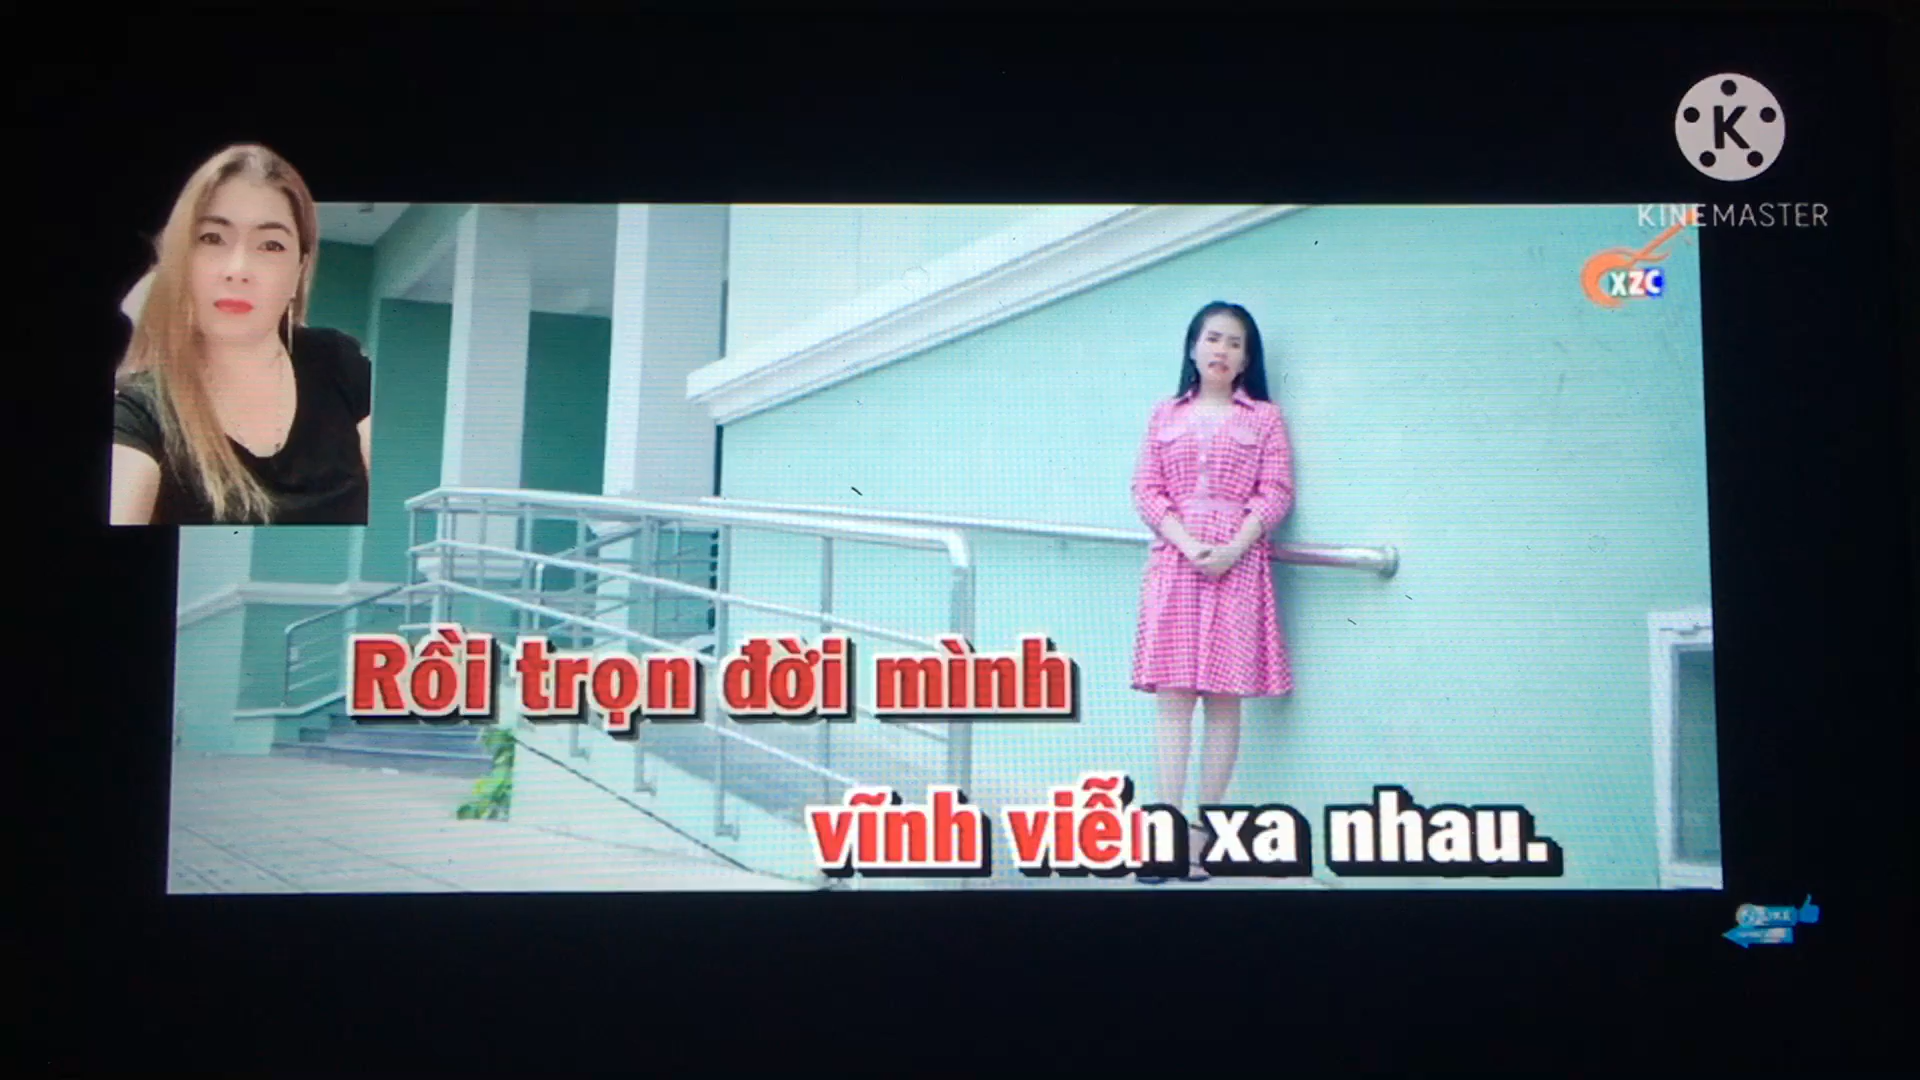 K
KINEMASTER
XZC
Rồi trọn đời mình
vĩnh viễn xa nhau.